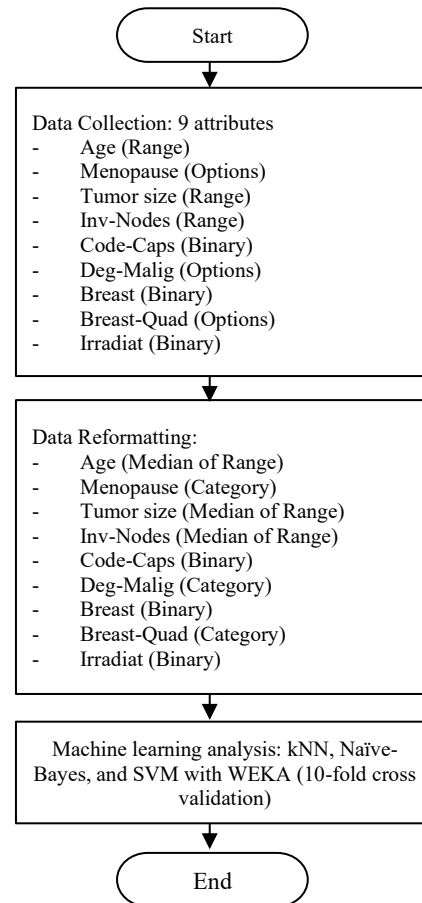 Start
Data Collection: 9 attributes
- Age (Range)
- Menopause (Options)
- Tumor size (Range)
- Inv-Nodes (Range)
- Code-Caps (Binary)
- Deg-Malig (Options)
- Breast (Binary)
- Breast-Quad (Options)
- Irradiat (Binary)
Data Reformatting:
- Age (Median of Range)
- Menopause (Category)
- Tumor size (Median of Range)
- Inv-Nodes (Median of Range)
- Code-Caps (Binary)
- Deg-Malig (Category)
- Breast (Binary)
- Breast-Quad (Category)
- Irradiat (Binary)
Machine learning analysis: kNN, Naïve-
Bayes, and SVM with WEKA (10-fold cross
validation)
End